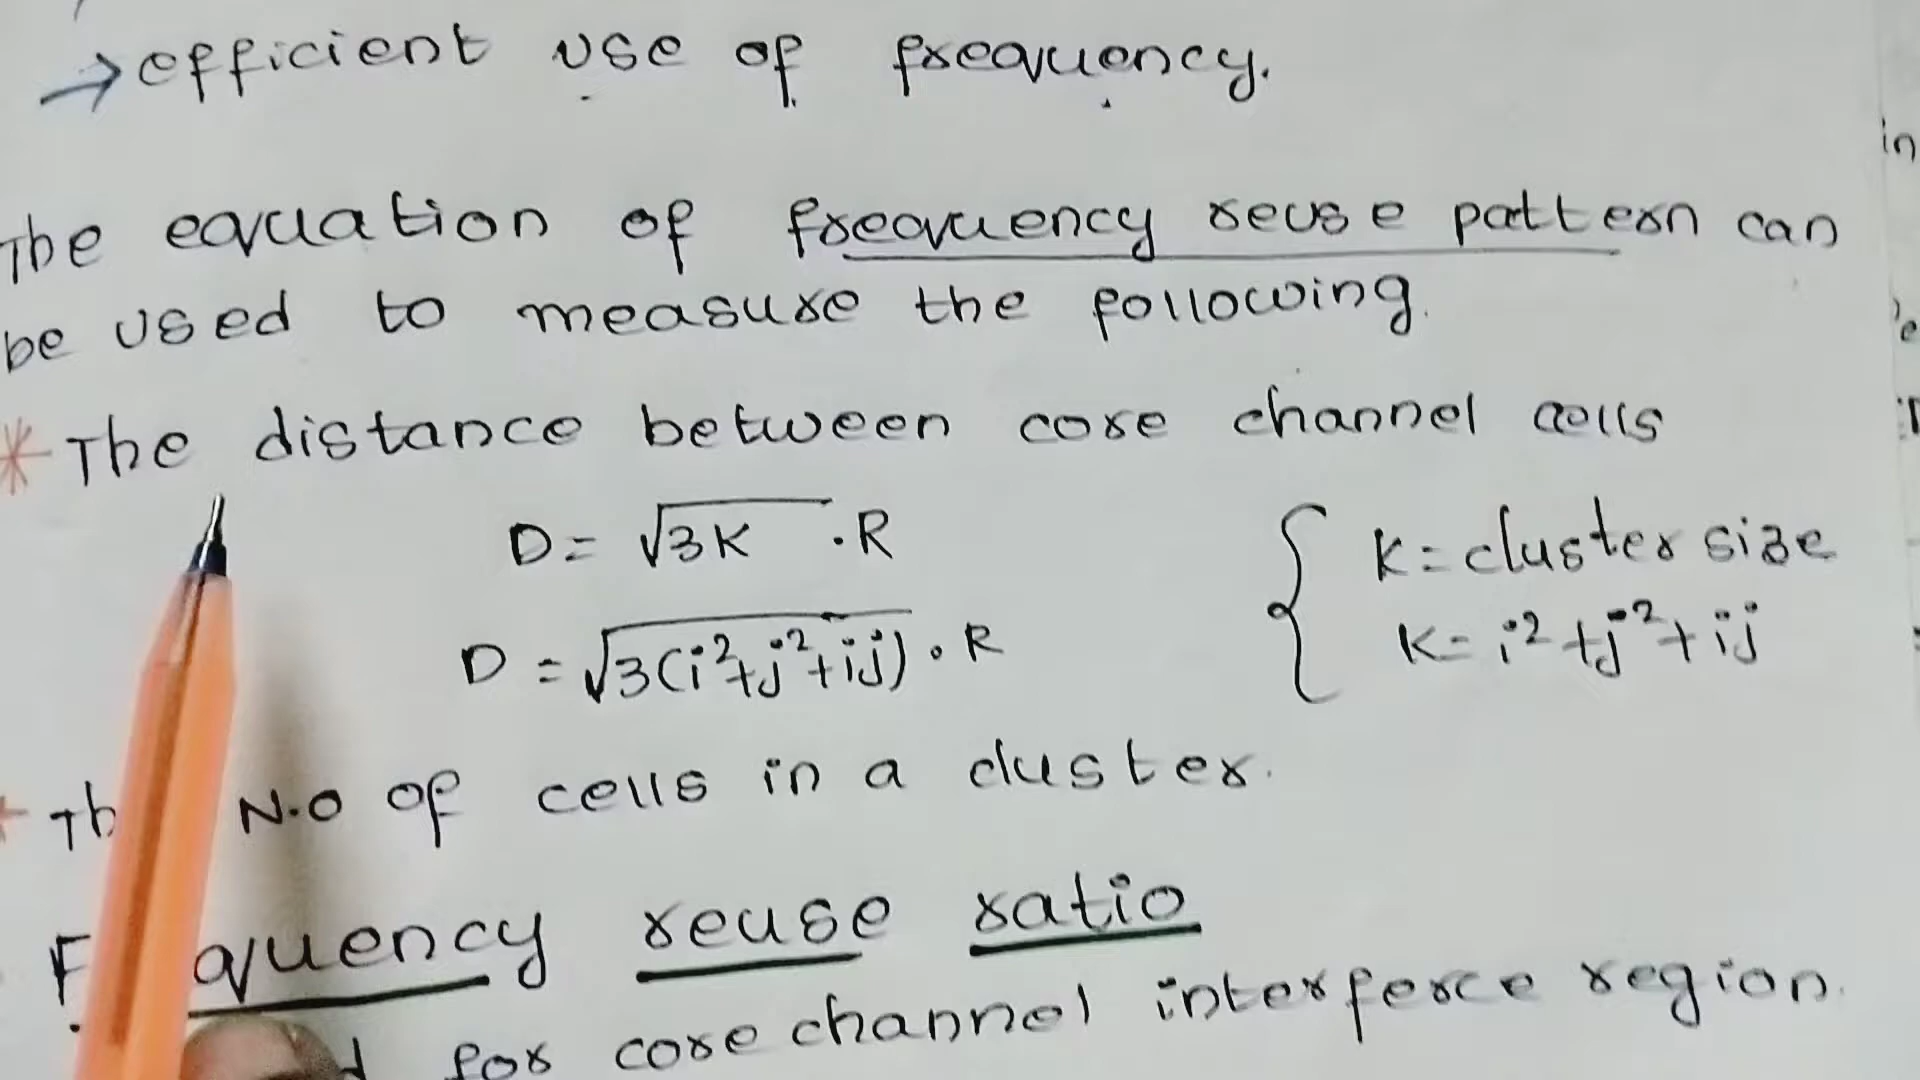 → efficient use of frequency.
The equation of frequency reuse pattern can
be used to measure the following.
* The distance between core channel cells
D = √3K . R
{ K = cluster size
D = √3(i²+j²+ij) . R
K = i²+j²+ij
N.O of cells in a cluster.
reuse ratio
for core channel interferce region.
in